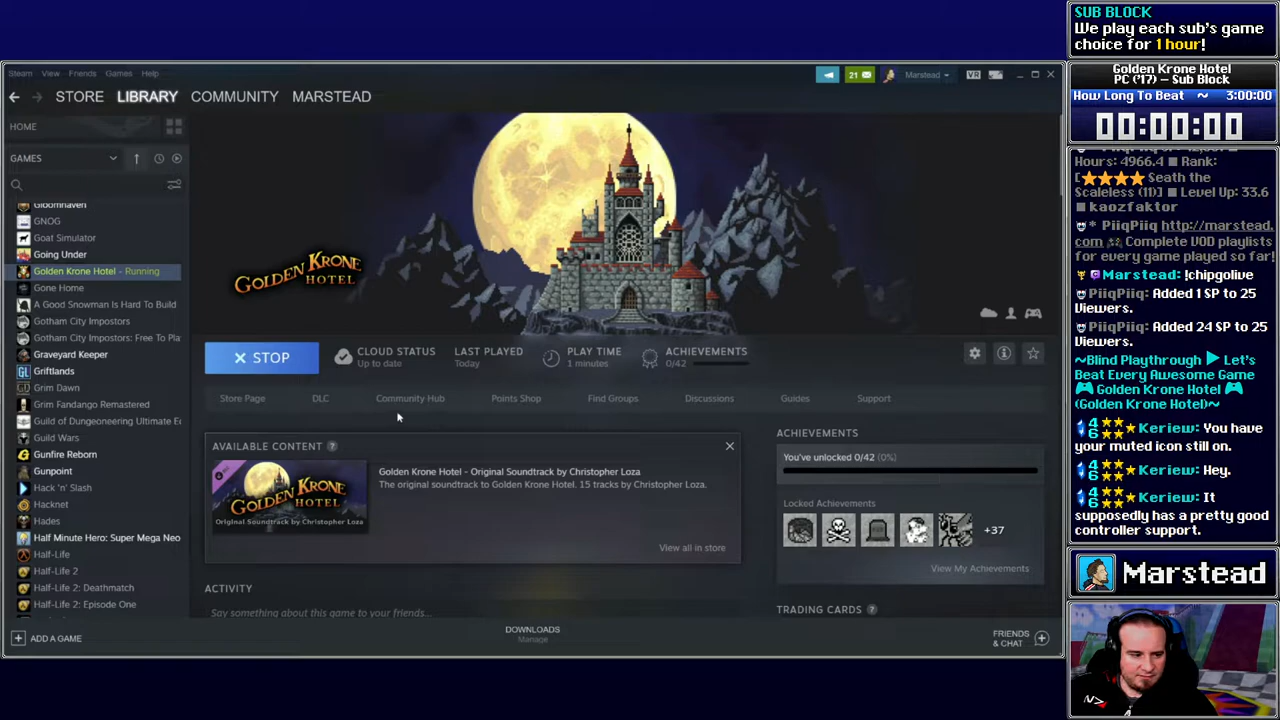 Steam View Friends Games Help
21
Marstead
VR
STORE LIBRARY COMMUNITY MARSTEAD
HOME
GAMES
Gloomhaven
GNOG
Goat Simulator
Going Under
Golden Krone Hotel - Running
Gone Home
A Good Snowman Is Hard To Build
Gotham City Impostors
Gotham City Impostors: Free To Pla
Graveyard Keeper
Griftlands
Grim Dawn
Grim Fandango Remastered
Guild of Dungeoneering Ultimate Ec
Guild Wars
Gunfire Reborn
Gunpoint
Hack 'n' Slash
Hacknet
Hades
Half Minute Hero: Super Mega Neo
Half-Life
Half-Life 2
Half-Life 2: Deathmatch
Half-Life 2: Episode One
ADD A GAME
GOLDEN KRONE
HOTEL
STOP
CLOUD STATUS
Up to date
LAST PLAYED
Today
PLAY TIME
1 minutes
ACHIEVEMENTS
0/42
Store Page DLC Community Hub Points Shop Find Groups Discussions Guides Support
AVAILABLE CONTENT ?
GOLDEN KRONE
HOTEL
Original Soundtrack by Christopher Loza
Golden Krone Hotel - Original Soundtrack by Christopher Loza
The original soundtrack to Golden Krone Hotel. 15 tracks by Christopher Loza.
View all in store
ACTIVITY
Say something about this game to your friends...
ACHIEVEMENTS
You've unlocked 0/42 (0%)
Locked Achievements
+37
View My Achievements
TRADING CARDS ?
DOWNLOADS
Manage
FRIENDS
& CHAT
SUB BLOCK
We play each sub's game
choice for 1 hour!
Golden Krone Hotel
PC ('17) – Sub Block
How Long To Beat ~ 3:00:00
00:00:00
Hours: 4966.4 ■ Rank:
[★★★★ Seath the
Scaleless (11)] ■ Level Up: 33.6
■ kaozfaktor
* PiiqPiiq http://marstead.
com Complete VOD playlists
for every game played so far!
Marstead: !chipgolive
PiiqPiiq: Added 1 SP to 25
Viewers.
PiiqPiiq: Added 24 SP to 25
Viewers.
~Blind Playthrough ▶ Let's
Beat Every Awesome Game
🎮 Golden Krone Hotel 🎮
(Golden Krone Hotel)~
Keriew: You have
your muted icon still on.
Keriew: Hey.
Keriew: It
supposedly has a pretty good
controller support.
Marstead